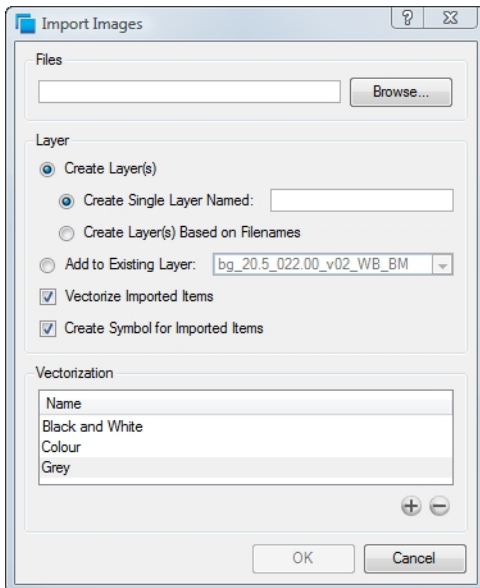 Import Images
?
Files
Browse...
Layer
Create Layer(s)
Create Single Layer Named:
Create Layer(s) Based on Filenames
Add to Existing Layer: bg_20.5_022.00_v02_WB_BM
Vectorize Imported Items
Create Symbol for Imported Items
Vectorization
Name
Black and White
Colour
Grey
OK Cancel